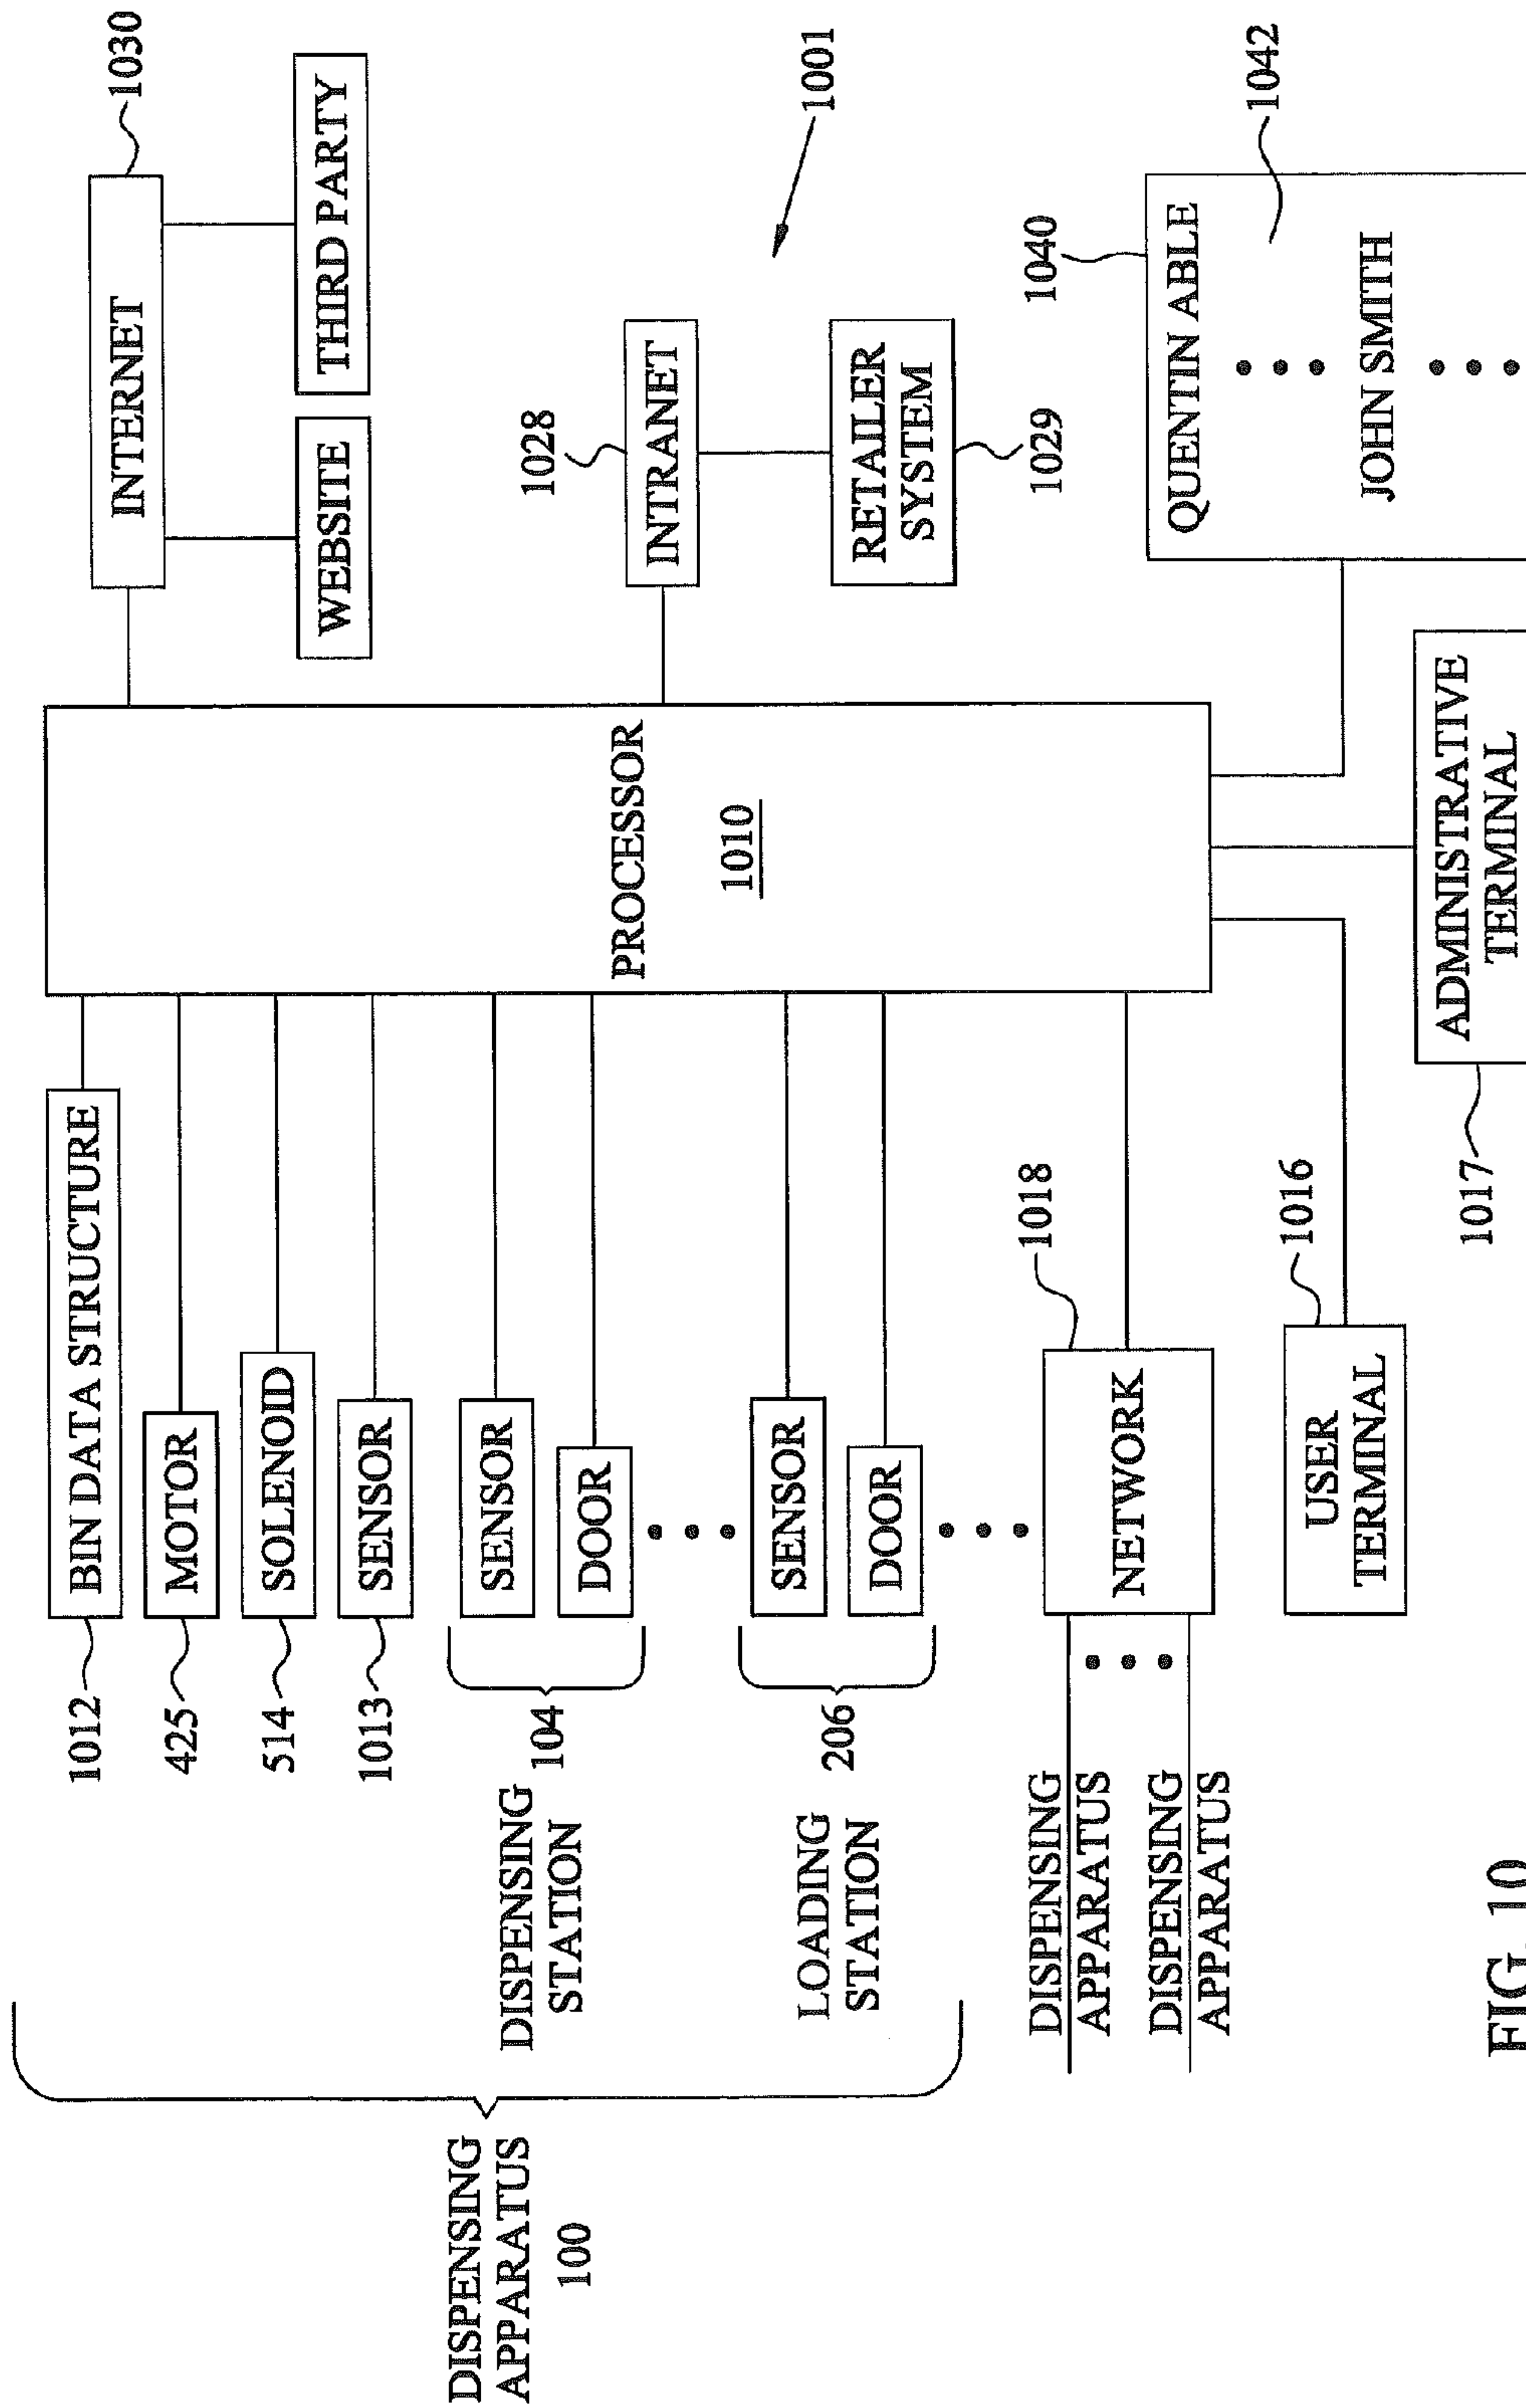 DISPENSING
APPARATUS
100
1012
BIN DATA STRUCTURE
425
MOTOR
514
SOLENOID
1013
SENSOR
DISPENSING
STATION
104
SENSOR
DOOR
LOADING
STATION
206
SENSOR
DOOR
DISPENSING
APPARATUS
DISPENSING
APPARATUS
NETWORK
1018
USER
TERMINAL
1016
PROCESSOR
1010
INTERNET
1030
WEBSITE
THIRD PARTY
INTRANET
1028
RETAILER
SYSTEM
1029
1001
1040
QUENTIN ABLE
JOHN SMITH
1042
ADMINISTRATIVE
TERMINAL
1017
FIG. 10